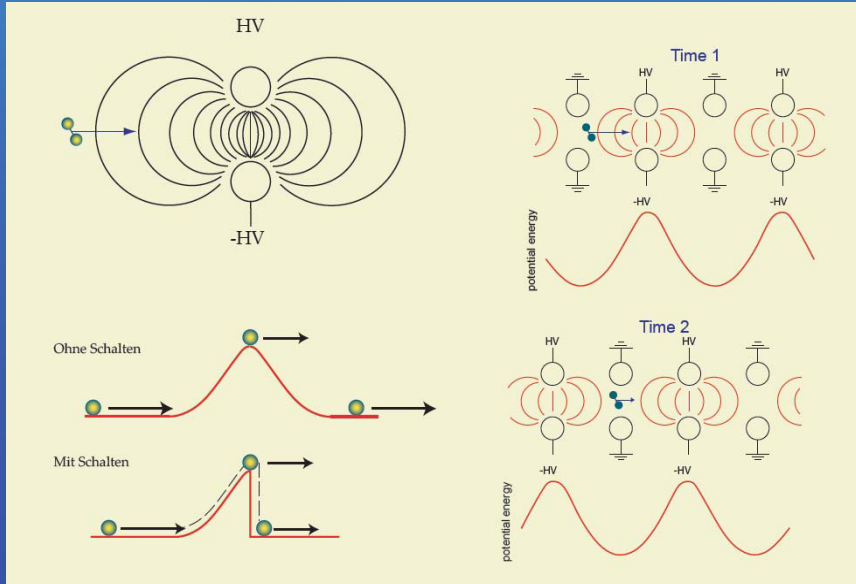 HV
-HV
Ohne Schalten
Mit Schalten
Time 1
HV HV
-HV -HV
potential energy
Time 2
HV HV
-HV -HV
potential energy